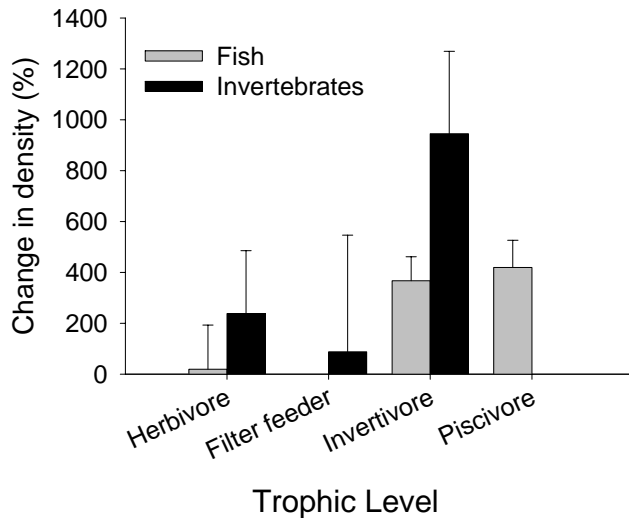 1400
1200
1000
800
600
400
200
0
Change in density (%)
Fish
Invertebrates
Herbivore
Filter feeder
Invertivore
Piscivore
Trophic Level